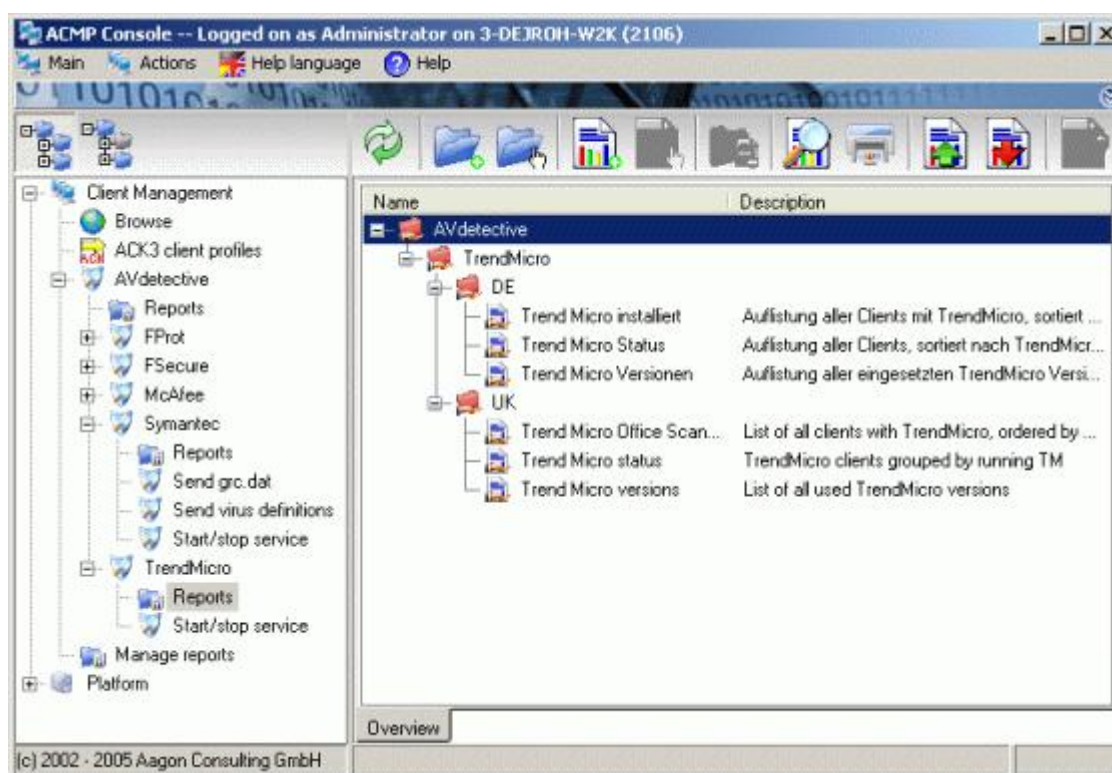 ACMP Console -- Logged on as Administrator on 3-DEJROH-W2K (2106)
Main Actions Help language Help
Client Management
Browse
ACK3 client profiles
AVdetective
Reports
FProt
FSecure
McAfee
Symantec
Reports
Send grc.dat
Send virus definitions
Start/stop service
TrendMicro
Reports
Start/stop service
Manage reports
Platform
Name Description
AVdetective
TrendMicro
DE
Trend Micro installiert Auflistung aller Clients mit TrendMicro, sortiert ...
Trend Micro Status Auflistung aller Clients, sortiert nach TrendMicr...
Trend Micro Versionen Auflistung aller eingesetzten TrendMicro Versi...
UK
Trend Micro Office Scan... List of all clients with TrendMicro, ordered by ...
Trend Micro status TrendMicro clients grouped by running TM
Trend Micro versions List of all used TrendMicro versions
Overview
(c) 2002 - 2005 Aagon Consulting GmbH